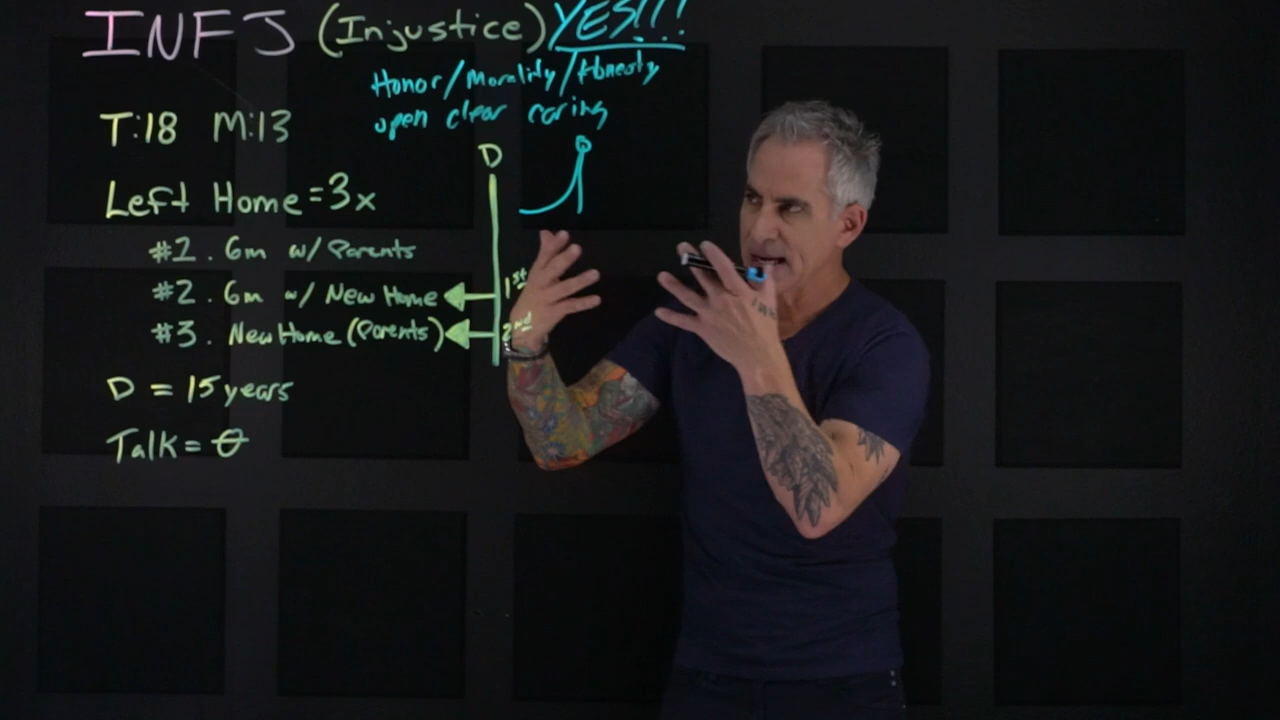 INFJ (Injustice) YES!!!
Honor/Morality/Honesty
open clear caring
T:18 M:13
D
Left Home=3x
#2. 6m w/ Parents
#2. 6m w/ New Home
1st
#3. New Home (Parents)
2nd
D = 15 years
Talk = 0